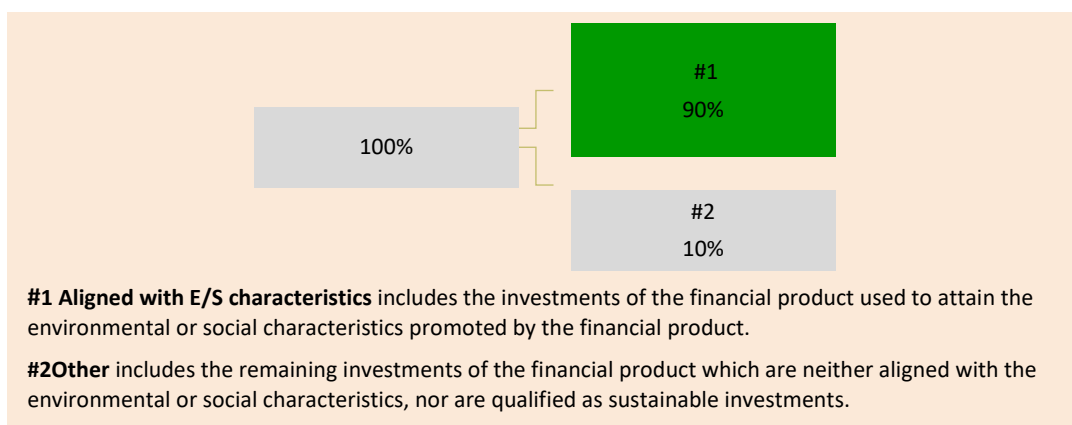 #1
90%
100%
#2
10%
#1 Aligned with E/S characteristics includes the investments of the financial product used to attain the
environmental or social characteristics promoted by the financial product.
#2Other includes the remaining investments of the financial product which are neither aligned with the
environmental or social characteristics, nor are qualified as sustainable investments.